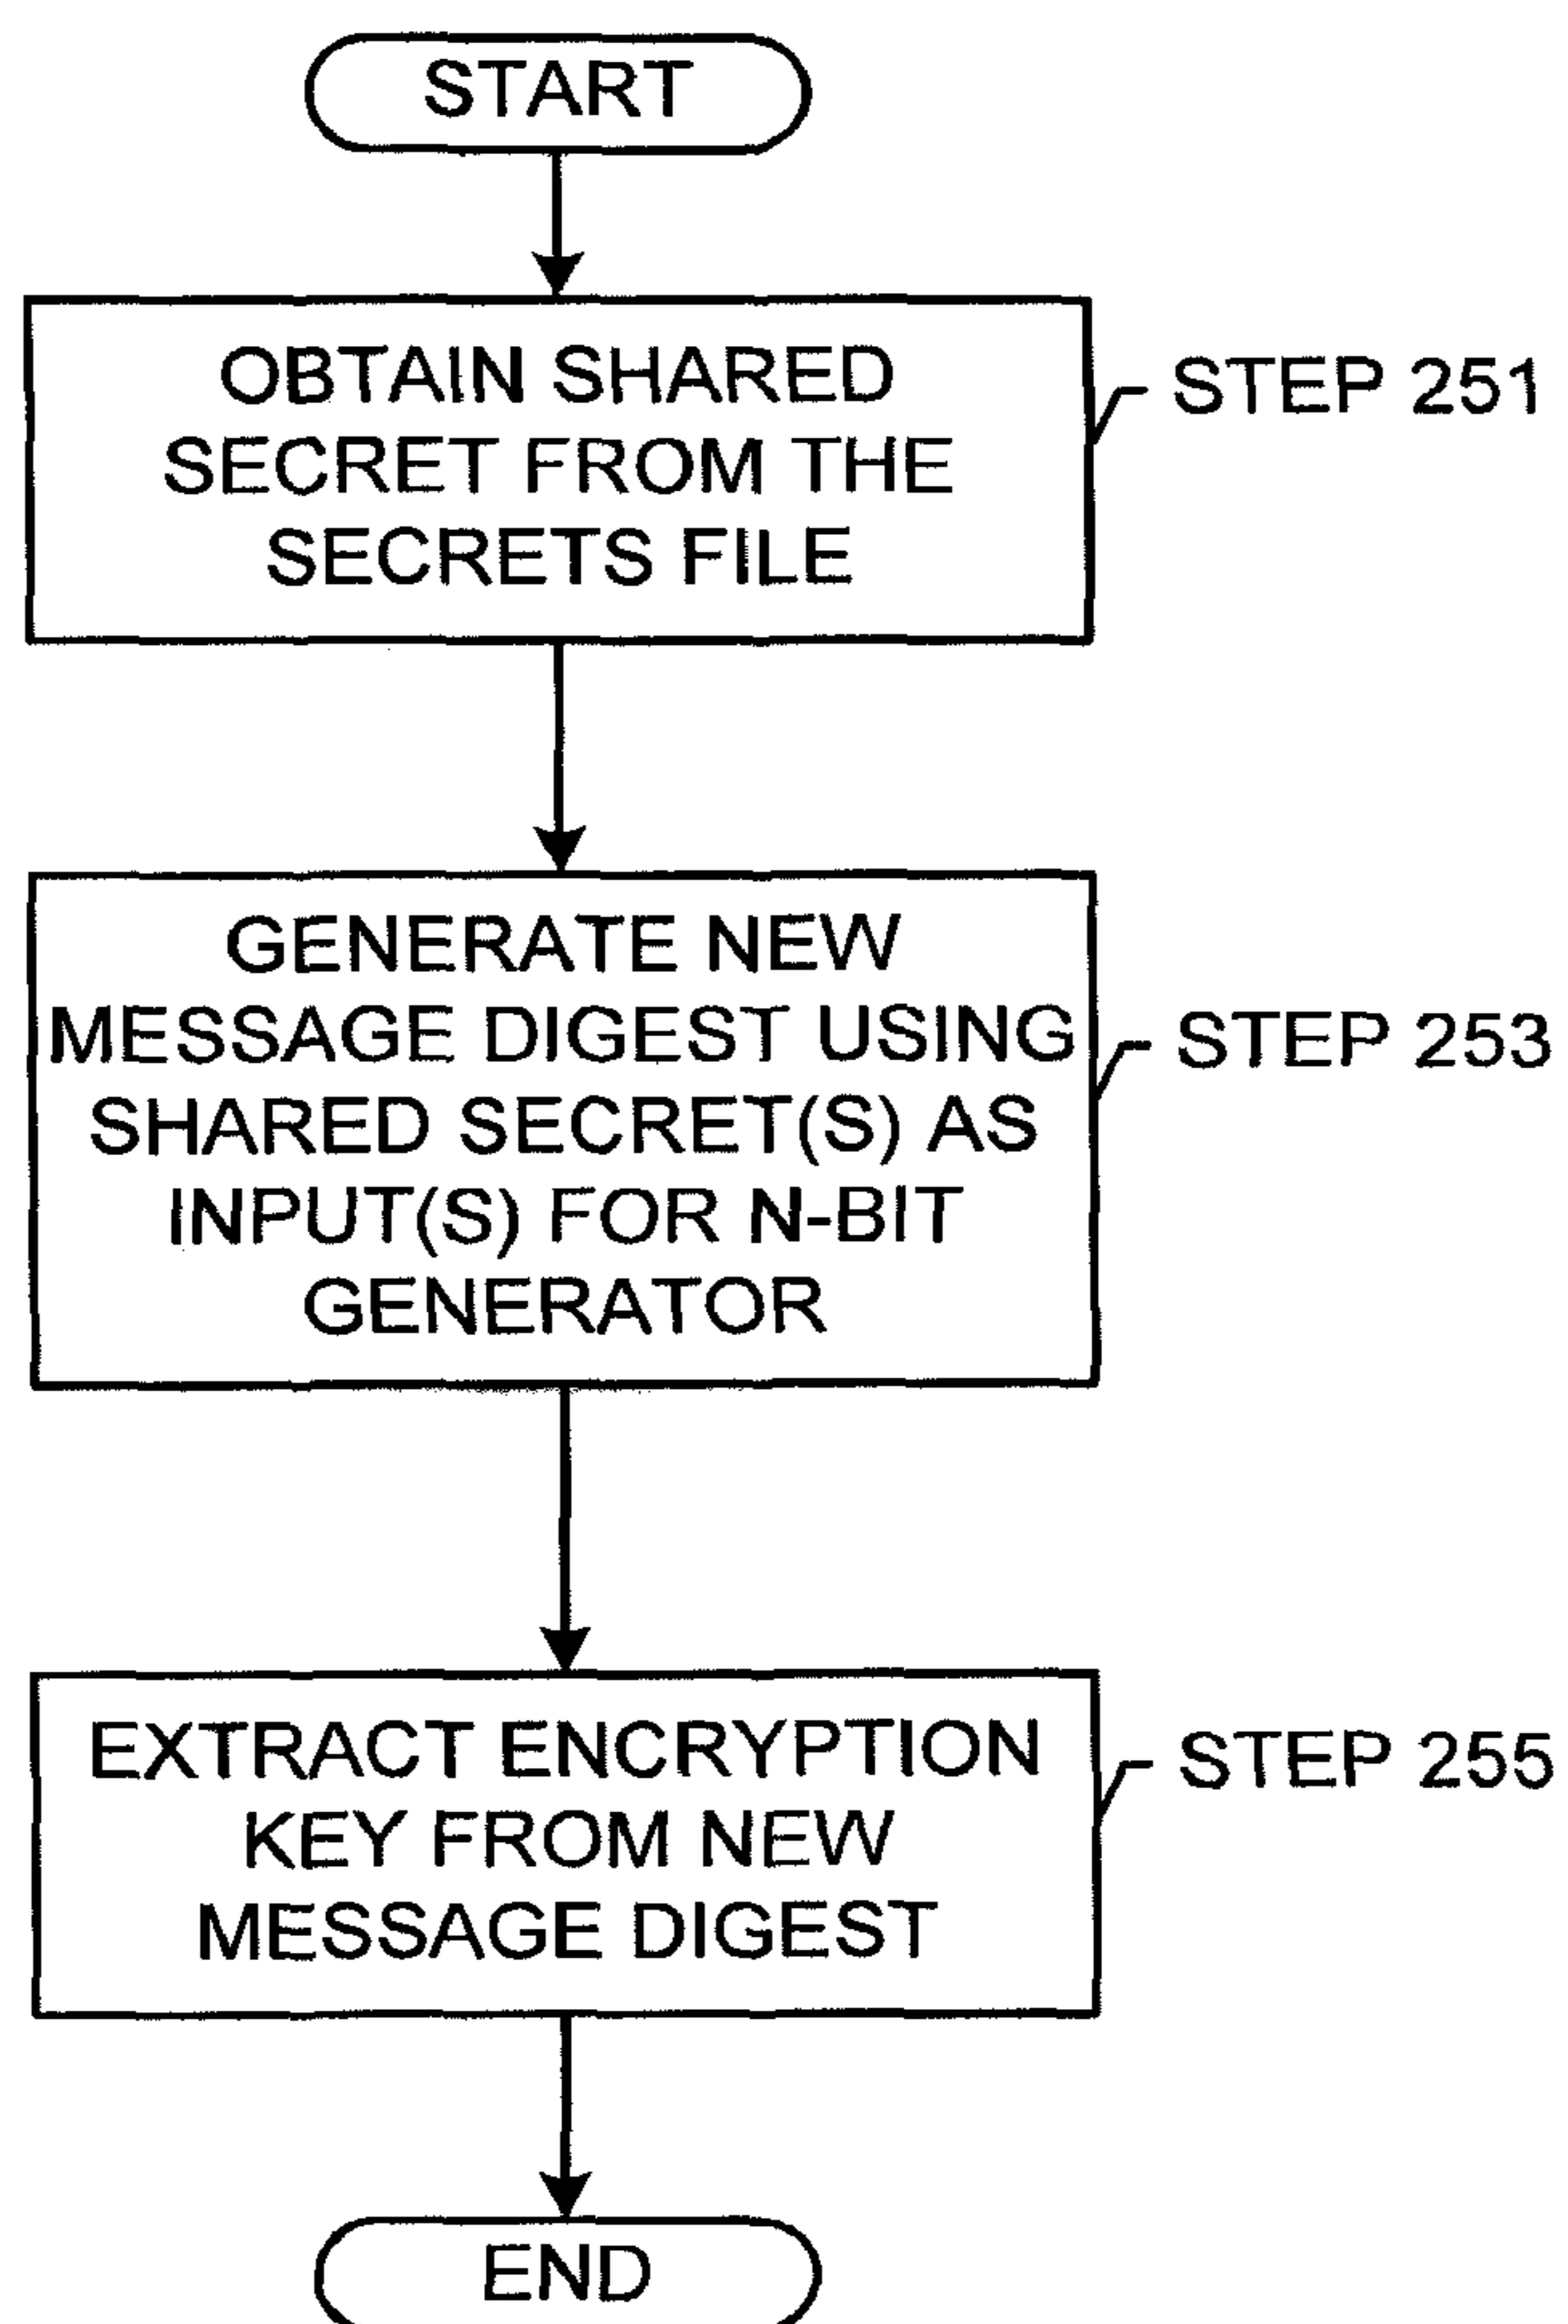 START
OBTAIN SHARED
SECRET FROM THE
SECRETS FILE
STEP 251
GENERATE NEW
MESSAGE DIGEST USING
SHARED SECRET(S) AS
INPUT(S) FOR N-BIT
GENERATOR
STEP 253
EXTRACT ENCRYPTION
KEY FROM NEW
MESSAGE DIGEST
STEP 255
END